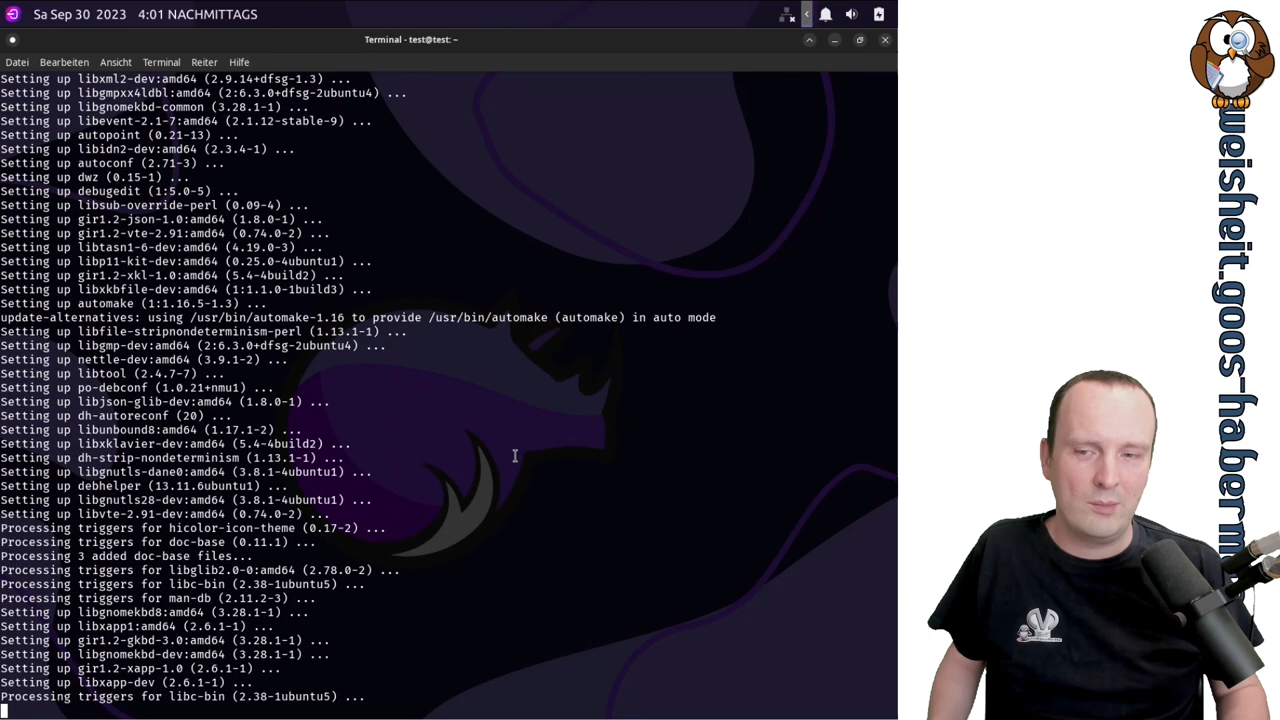 Sa Sep 30 2023 4:01 NACHMITTAGS
Terminal - test@test: ~
Datei Bearbeiten Ansicht Terminal Reiter Hilfe
Setting up libxml2-dev:amd64 (2.9.14+dfsg-1.3) ...
Setting up libgmpxx4ldbl:amd64 (2:6.3.0+dfsg-2ubuntu4) ...
Setting up libgnomekbd-common (3.28.1-1) ...
Setting up libevent-2.1-7:amd64 (2.1.12-stable-9) ...
Setting up autopoint (0.21-13) ...
Setting up libidn2-dev:amd64 (2.3.4-1) ...
Setting up autoconf (2.71-3) ...
Setting up dwz (0.15-1) ...
Setting up debugedit (1:5.0-5) ...
Setting up libsub-override-perl (0.09-4) ...
Setting up gir1.2-json-1.0:amd64 (1.8.0-1) ...
Setting up gir1.2-vte-2.91:amd64 (0.74.0-2) ...
Setting up libtasn1-6-dev:amd64 (4.19.0-3) ...
Setting up libp11-kit-dev:amd64 (0.25.0-4ubuntu1) ...
Setting up gir1.2-xkl-1.0:amd64 (5.4-4build2) ...
Setting up libxkbfile-dev:amd64 (1:1.1.0-1build3) ...
Setting up automake (1:1.16.5-1.3) ...
update-alternatives: using /usr/bin/automake-1.16 to provide /usr/bin/automake (automake) in auto mode
Setting up libfile-stripnondeterminism-perl (1.13.1-1) ...
Setting up libgmp-dev:amd64 (2:6.3.0+dfsg-2ubuntu4) ...
Setting up nettle-dev:amd64 (3.9.1-2) ...
Setting up libtool (2.4.7-7) ...
Setting up po-debconf (1.0.21+nmu1) ...
Setting up libjson-glib-dev:amd64 (1.8.0-1) ...
Setting up dh-autoreconf (20) ...
Setting up libunbound8:amd64 (1.17.1-2) ...
Setting up libxklavier-dev:amd64 (5.4-4build2) ...
Setting up dh-strip-nondeterminism (1.13.1-1) ...
Setting up libgnutls-dane0:amd64 (3.8.1-4ubuntu1) ...
Setting up debhelper (13.11.6ubuntu1) ...
Setting up libgnutls28-dev:amd64 (3.8.1-4ubuntu1) ...
Setting up libvte-2.91-dev:amd64 (0.74.0-2) ...
Processing triggers for hicolor-icon-theme (0.17-2) ...
Processing triggers for doc-base (0.11.1) ...
Processing 3 added doc-base files...
Processing triggers for libglib2.0-0:amd64 (2.78.0-2) ...
Processing triggers for libc-bin (2.38-1ubuntu5) ...
Processing triggers for man-db (2.11.2-3) ...
Setting up libgnomekbd8:amd64 (3.28.1-1) ...
Setting up libxapp1:amd64 (2.6.1-1) ...
Setting up gir1.2-gkbd-3.0:amd64 (3.28.1-1) ...
Setting up libgnomekbd-dev:amd64 (3.28.1-1) ...
Setting up gir1.2-xapp-1.0 (2.6.1-1) ...
Setting up libxapp-dev (2.6.1-1) ...
Processing triggers for libc-bin (2.38-1ubuntu5) ...